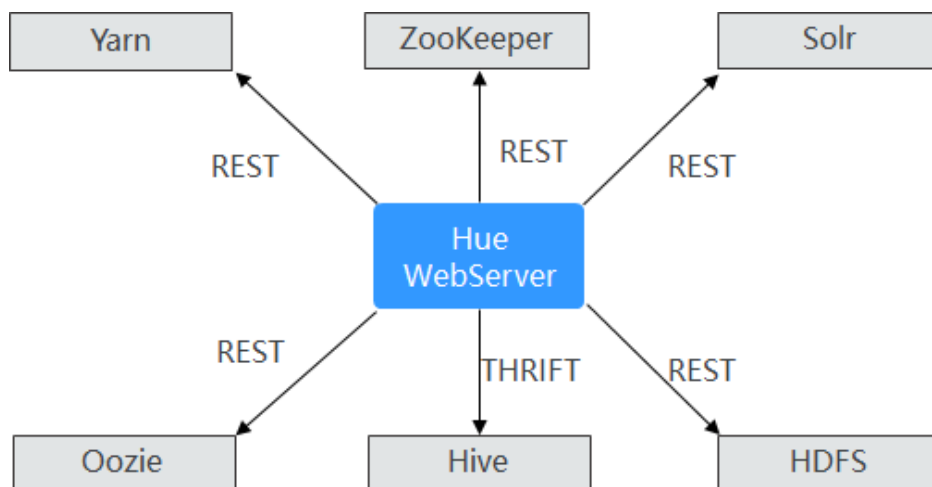 Yarn
ZooKeeper
Solr
REST
REST
REST
Hue
WebServer
REST
THRIFT
REST
Oozie
Hive
HDFS